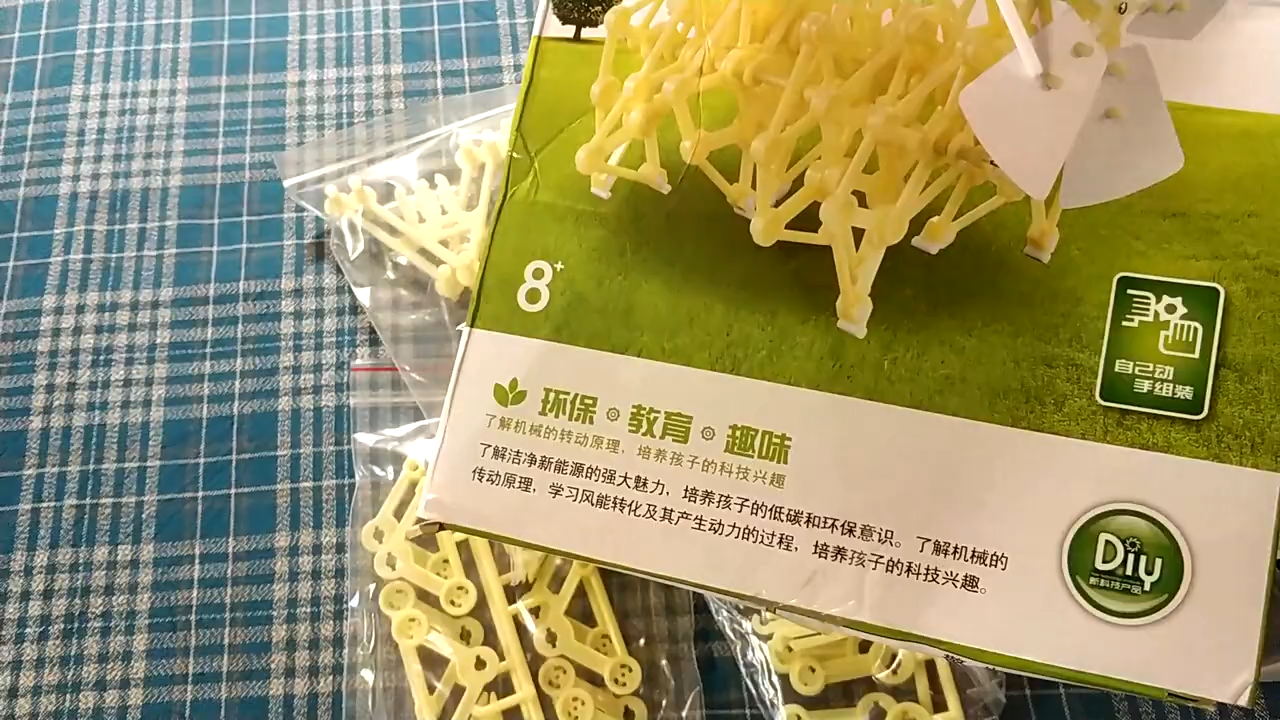 8+
自己动
手组装
环保 教育 趣味
了解机械的转动原理，培养孩子的科技兴趣
了解洁净新能源的强大魅力，培养孩子的低碳和环保意识。了解机械的
传动原理，学习风能转化及其产生动力的过程，培养孩子的科技兴趣。
Diy
新科技产品